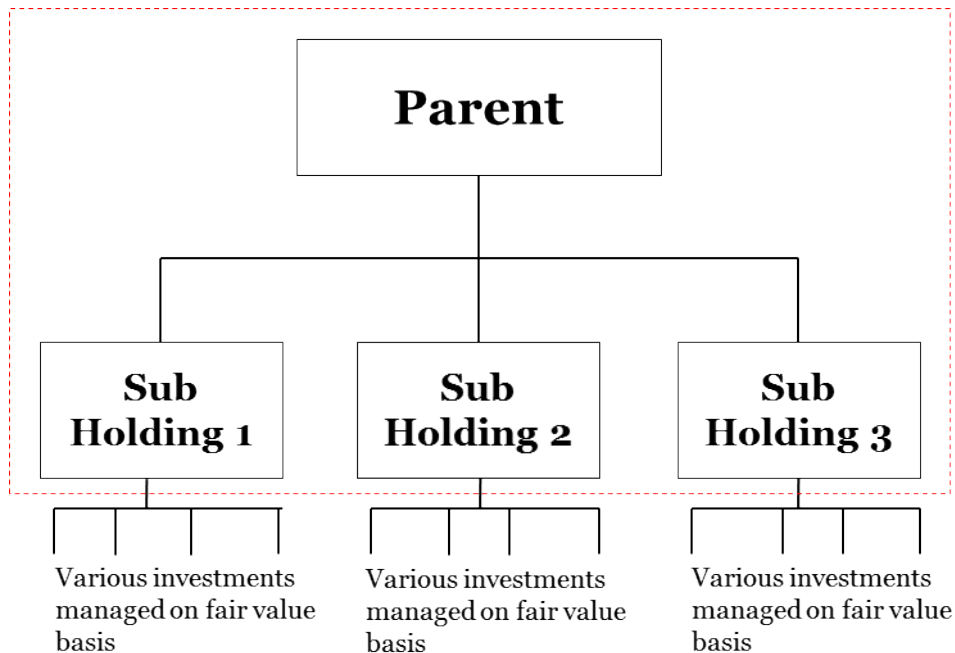 Parent
Sub
Holding 1
Sub
Holding 2
Sub
Holding 3
Various investments
managed on fair value
basis
Various investments
managed on fair value
basis
Various investments
managed on fair value
basis